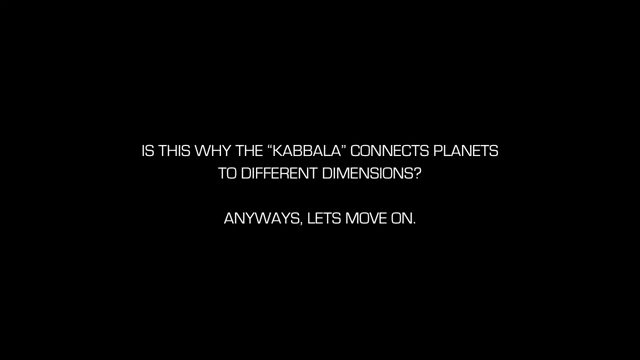 IS THIS WHY THE “KABBALA” CONNECTS PLANETS
TO DIFFERENT DIMENSIONS?
ANYWAYS, LETS MOVE ON.